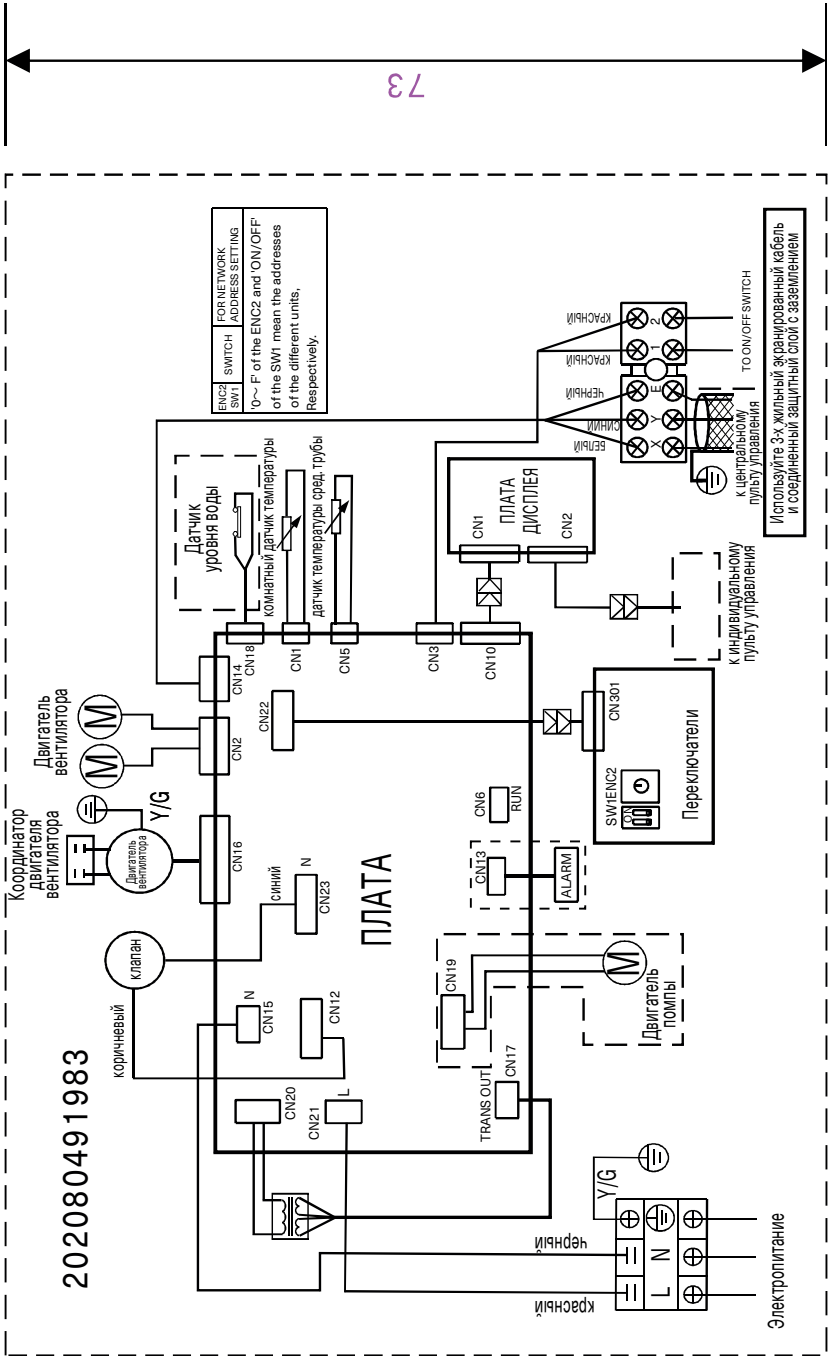 73
202080491983
Координатор
двигателя
вентилятора
Двигатель
вентилятора
Двигатель
вентилятора
Y/G
M
M
клапан
коричневый
синий
N
CN23
N
CN15
CN12
CN20
CN21
L
CN16
CN2
CN14
CN18
CN1
CN5
CN3
CN10
CN22
ПЛАТА
CN6
RUN
CN13
ALARM
CN19
M
Двигатель
помпы
TRANS OUT
CN17
Датчик
уровня воды
комнатный датчик температуры
датчик температуры сред. трубы
ENC2
SW1
SWITCH
FOR NETWORK
ADDRESS SETTING
'0~ F' of the ENC2 and 'ON/OFF'
of the SW1 mean the addresses
of the different units,
Respectively.
CN1
ПЛАТА
ДИСПЛЕЯ
CN2
к индивидуальному
пульту управления
CN301
SW1ENC2
ON
Переключатели
БЕЛЫЙ
СИНИЙ
ЧЕРНЫЙ
КРАСНЫЙ
КРАСНЫЙ
X Y E 1 2
к центральному
пульту управления
TO ON/OFF SWITCH
Используйте 3-х жильный экранированный кабель
и соединенный защитный слой с заземлением
красный
черный
Y/G
L N
Электропитание